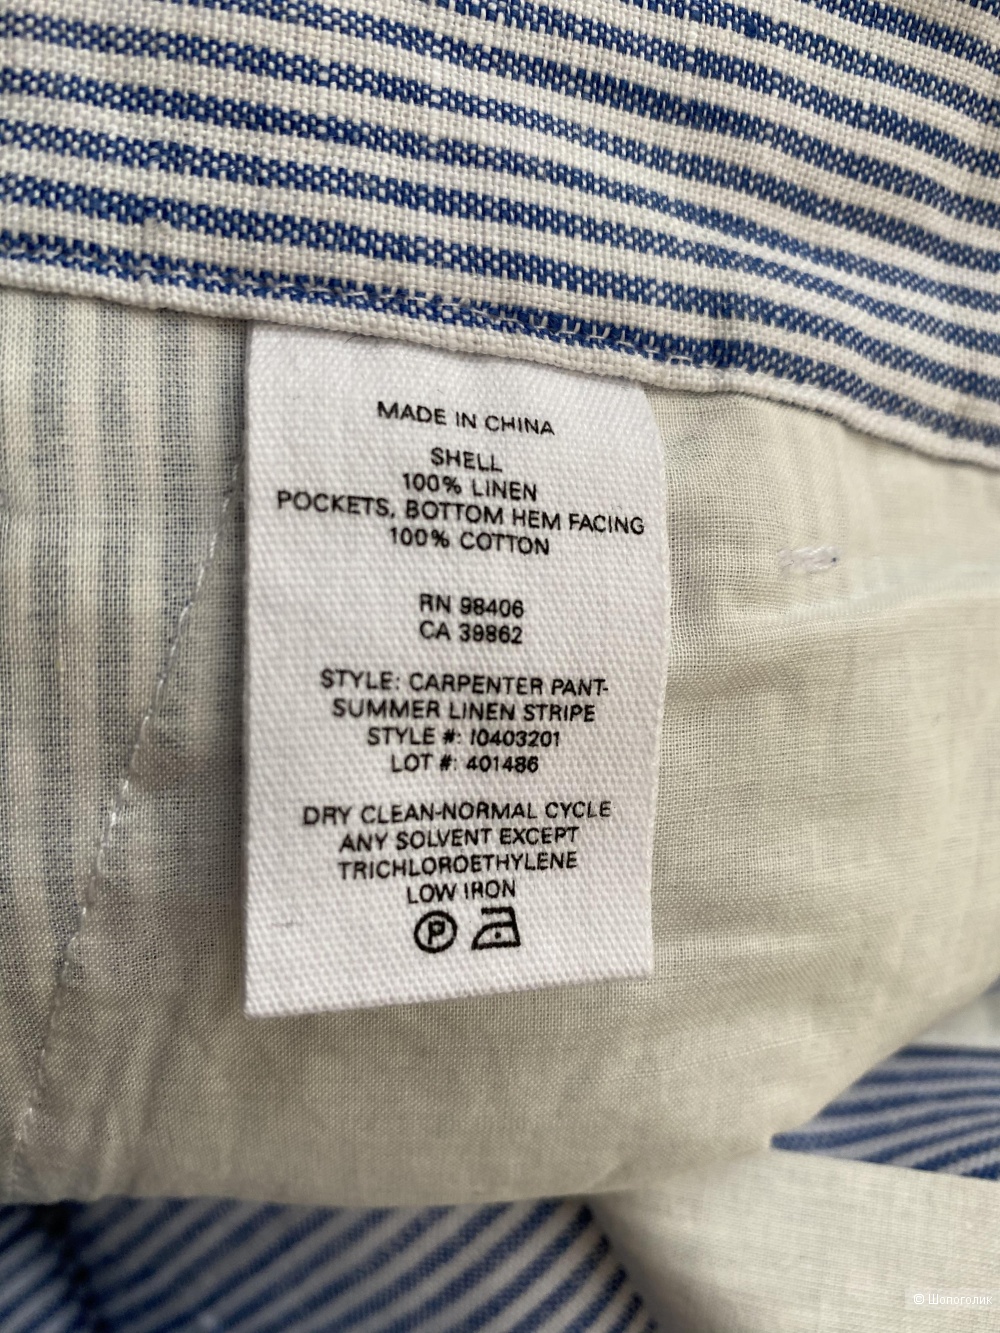 MADE IN CHINA
SHELL
100% LINEN
POCKETS, BOTTOM HEM FACING
100% COTTON
RN 98406
CA 39862
STYLE: CARPENTER PANT-
SUMMER LINEN STRIPE
STYLE #: I0403201
LOT #: 401486
DRY CLEAN-NORMAL CYCLE
ANY SOLVENT EXCEPT
TRICHLOROETHYLENE
LOW IRON
P
© Шопоголик